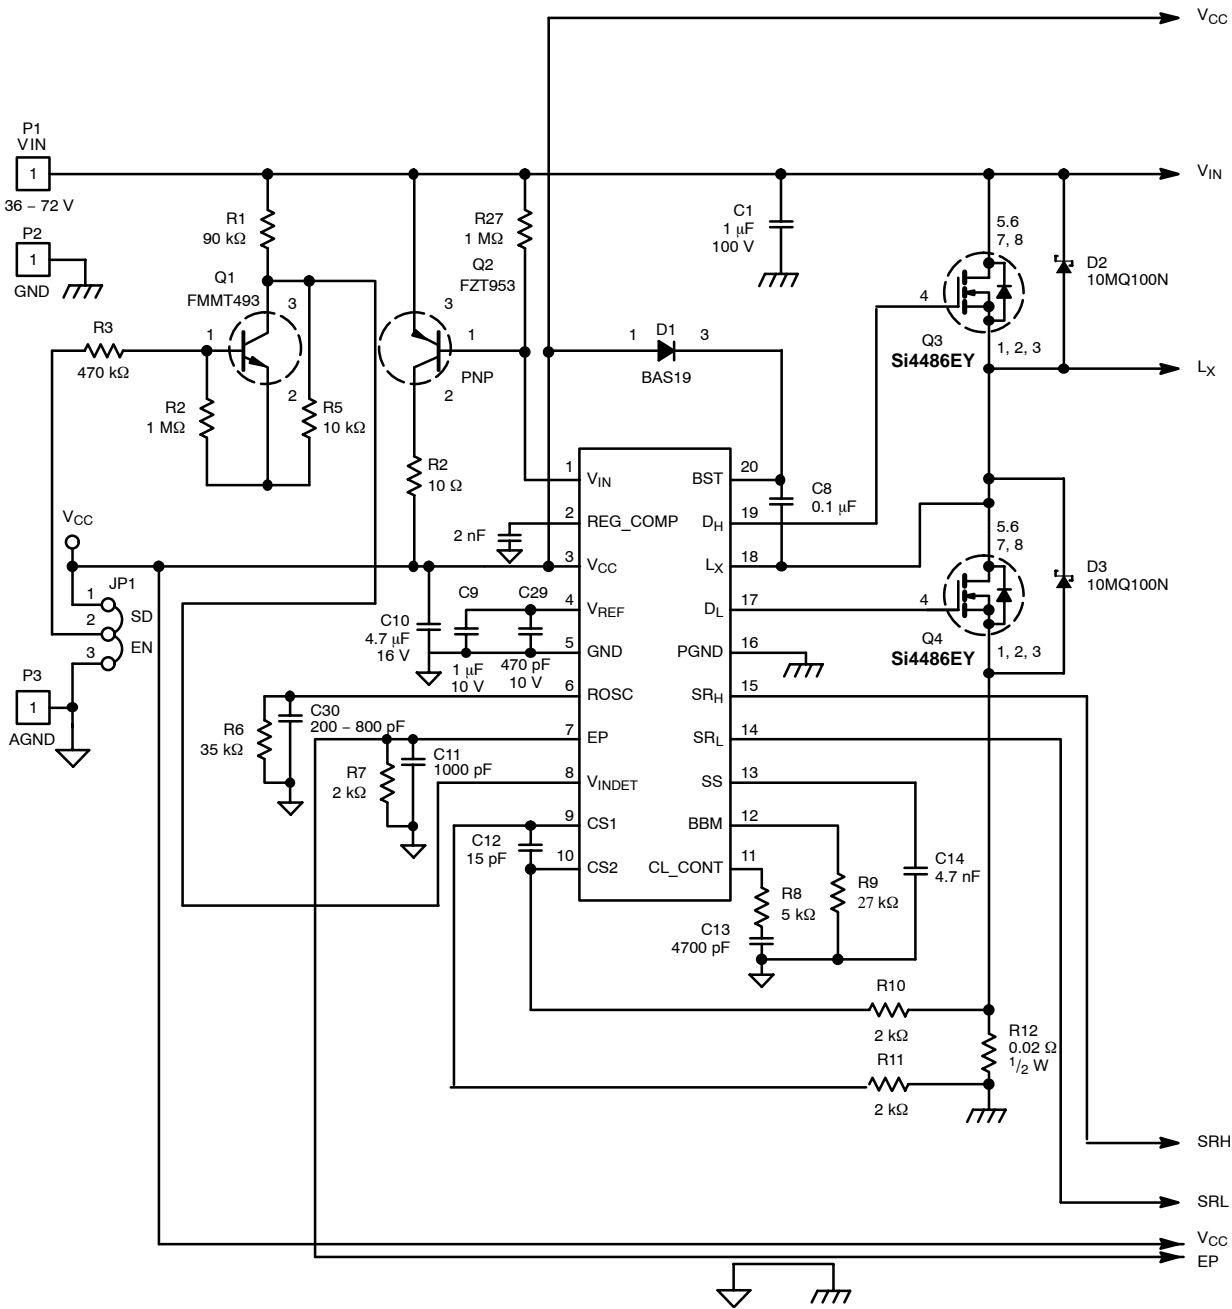 V_CC
P1
VIN
1
V_IN
36 – 72 V
R1
90 kΩ
R27
1 MΩ
C1
1 μF
100 V
5.6
7, 8
P2
1
GND
Q1
FMMT493
3
Q2
FZT953
3
D2
10MQ100N
4
Q3
Si4486EY
1, 2, 3
R3
470 kΩ
1
1
PNP
1
D1
3
BAS19
L_X
2
2
R2
1 MΩ
R5
10 kΩ
R2
10 Ω
1
V_IN
BST
20
C8
0.1 μF
V_CC
2 nF
2
REG_COMP
D_H
19
5.6
7, 8
3
V_CC
L_X
18
D3
10MQ100N
JP1
1
SD
2
EN
3
C10
4.7 μF
16 V
C9
1 μF
10 V
C29
470 pF
10 V
4
V_REF
D_L
17
4
Q4
Si4486EY
1, 2, 3
5
GND
PGND
16
P3
1
AGND
6
ROSC
SR_H
15
R6
35 kΩ
C30
200 – 800 pF
7
EP
SR_L
14
R7
2 kΩ
C11
1000 pF
8
V_INDET
SS
13
9
CS1
BBM
12
C12
15 pF
10
CS2
CL_CONT
11
C14
4.7 nF
R8
5 kΩ
R9
27 kΩ
C13
4700 pF
R10
2 kΩ
R12
0.02 Ω
1/2 W
R11
2 kΩ
SRH
SRL
V_CC
EP